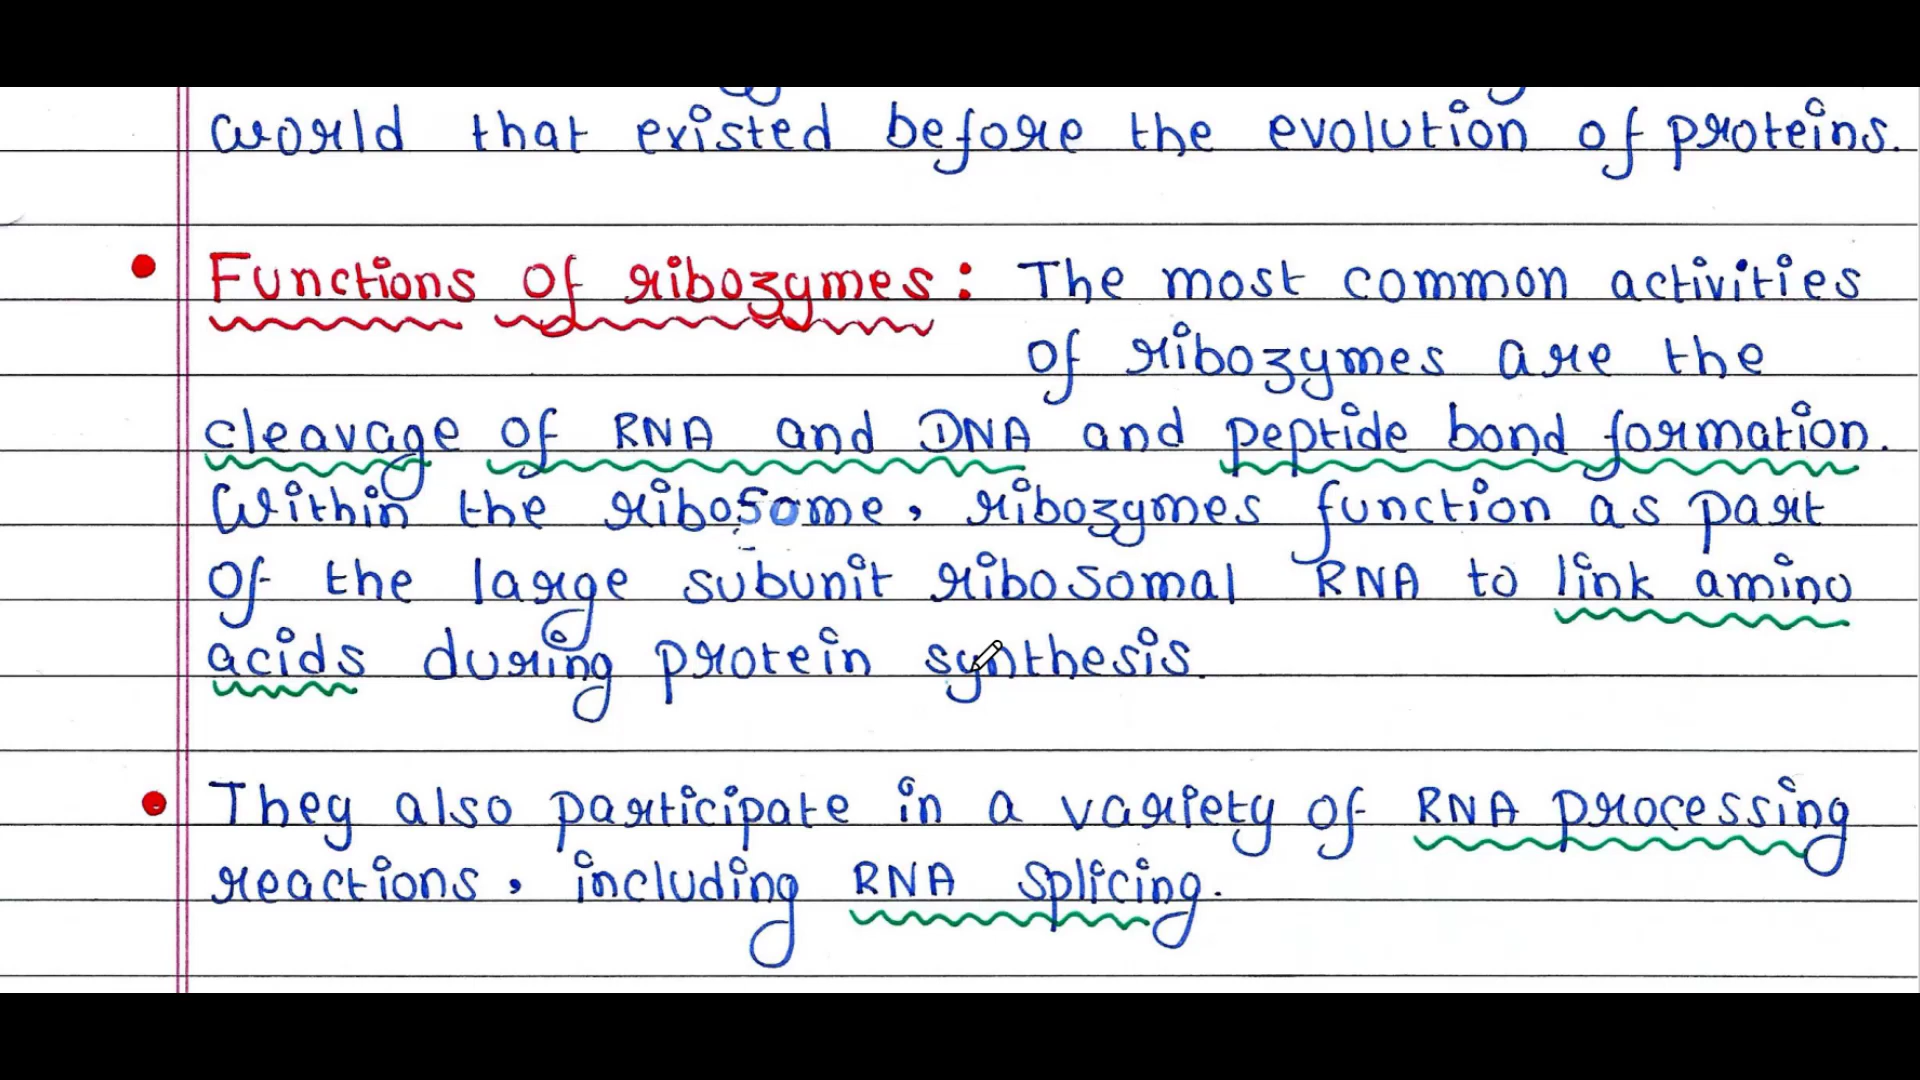 world that existed before the evolution of proteins.
• Functions of ribozymes: The most common activities
of ribozymes are the
cleavage of RNA and DNA and peptide bond formation.
Within the ribosome, ribozymes function as part
of the large subunit ribosomal RNA to link amino
acids during protein synthesis.
• They also participate in a variety of RNA processing
reactions, including RNA splicing.